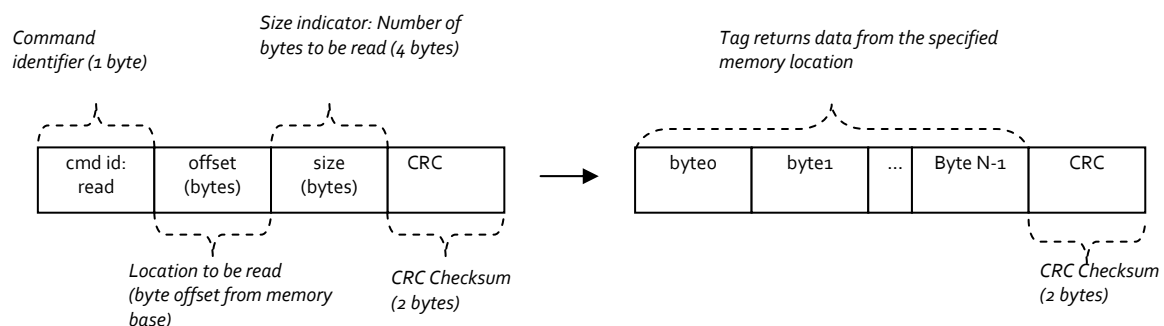 Command
identifier (1 byte)
Size indicator: Number of
bytes to be read (4 bytes)
Tag returns data from the specified
memory location
cmd id:
read
offset
(bytes)
size
(bytes)
CRC
byte0
byte1
...
Byte N-1
CRC
Location to be read
(byte offset from memory
base)
CRC Checksum
(2 bytes)
CRC Checksum
(2 bytes)